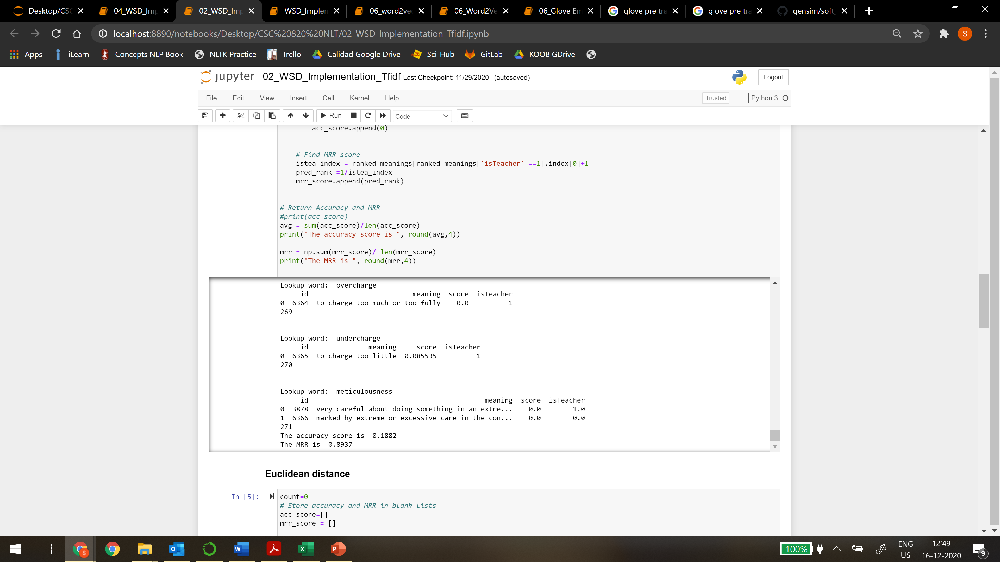 Desktop/CSC
04_WSD_Imp
02_WSD_Imp
WSD_Implen
06_word2vec
06_Word2Ve
06_Glove Em
glove pre tra
glove pre tra
gensim/soft_
localhost:8890/notebooks/Desktop/CSC%20820%20NLT/02_WSD_Implementation_Tfidf.ipynb
S
Apps
iLearn
Concepts NLP Book
NLTK Practice
Trello
Calidad Google Drive
Sci-Hub
GitLab
KOOB GDrive
jupyter 02_WSD_Implementation_Tfidf Last Checkpoint: 11/29/2020 (autosaved)
Logout
File Edit View Insert Cell Kernel Help
Trusted
Python 3
Run
Code
acc_score.append(0)
# Find MRR score
istea_index = ranked_meanings[ranked_meanings['isTeacher']==1].index[0]+1
pred_rank =1/istea_index
mrr_score.append(pred_rank)
# Return Accuracy and MRR
#print(acc_score)
avg = sum(acc_score)/len(acc_score)
print("The accuracy score is ", round(avg,4))
mrr = np.sum(mrr_score)/ len(mrr_score)
print("The MRR is ", round(mrr,4))
Lookup word:  overcharge
id meaning score isTeacher
0 6364 to charge too much or too fully 0.0 1
269
Lookup word:  undercharge
id meaning score isTeacher
0 6365 to charge too little 0.085535 1
270
Lookup word:  meticulousness
id meaning score isTeacher
0 3878 very careful about doing something in an extre... 0.0 1.0
1 6366 marked by extreme or excessive care in the con... 0.0 0.0
271
The accuracy score is  0.1882
The MRR is  0.8937
Euclidean distance
In [5]:
count=0
# Store accuracy and MRR in blank lists
acc_score=[]
mrr_score = []
100%
ENG
US
12:49
16-12-2020
9